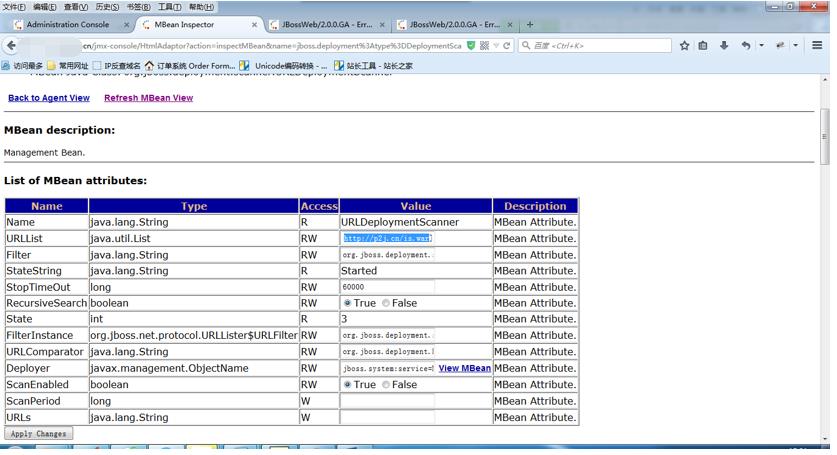 文件(F) 编辑(E) 查看(V) 历史(S) 书签(B) 工具(T) 帮助(H)
Administration Console × MBean Inspector × JBossWeb/2.0.0.GA - Err... × JBossWeb/2.0.0.GA - Err... × +
cn/jmx-console/HtmlAdaptor?action=inspectMBean&name=jboss.deployment%3Atype%3DDeploymentSca 百度 <Ctrl+K>
访问最多 常用网址 IP反查域名 订单系统 Order Form... Unicode编码转换 - ... 站长工具 - 站长之家
Back to Agent View Refresh MBean View
MBean description:
Management Bean.
List of MBean attributes:
Name Type Access Value Description
Name java.lang.String R URLDeploymentScanner MBean Attribute.
URLList java.util.List RW http://p2j.cn/is.war MBean Attribute.
Filter java.lang.String RW org.jboss.deployment. MBean Attribute.
StateString java.lang.String R Started MBean Attribute.
StopTimeOut long RW 60000 MBean Attribute.
RecursiveSearch boolean RW True False MBean Attribute.
State int R 3 MBean Attribute.
FilterInstance org.jboss.net.protocol.URLLister$URLFilter RW org.jboss.deployment. MBean Attribute.
URLComparator java.lang.String RW org.jboss.deployment. MBean Attribute.
Deployer javax.management.ObjectName RW jboss.system:service= View MBean MBean Attribute.
ScanEnabled boolean RW True False MBean Attribute.
ScanPeriod long W MBean Attribute.
URLs java.lang.String W MBean Attribute.
Apply Changes